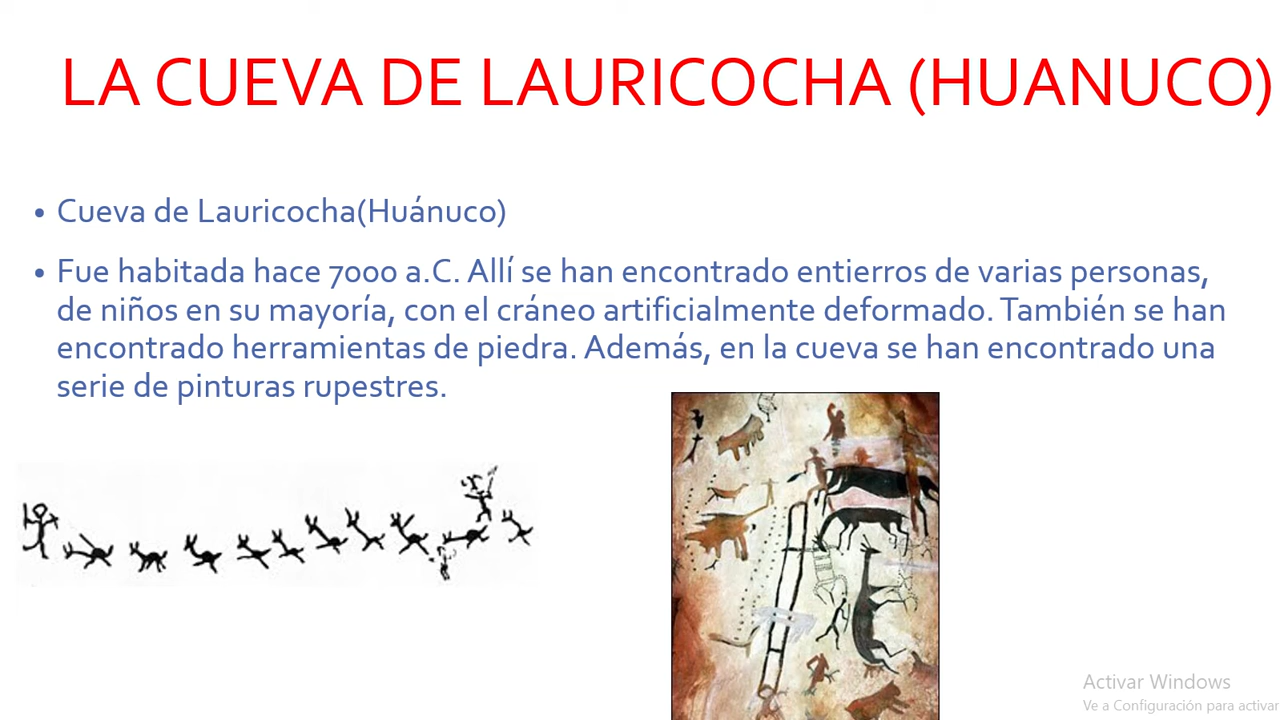 LA CUEVA DE LAURICOCHA (HUANUCO)
• Cueva de Lauricocha(Huánuco)
• Fue habitada hace 7000 a.C. Allí se han encontrado entierros de varias personas,
de niños en su mayoría, con el cráneo artificialmente deformado. También se han
encontrado herramientas de piedra. Además, en la cueva se han encontrado una
serie de pinturas rupestres.
Activar Windows
Ve a Configuración para activar